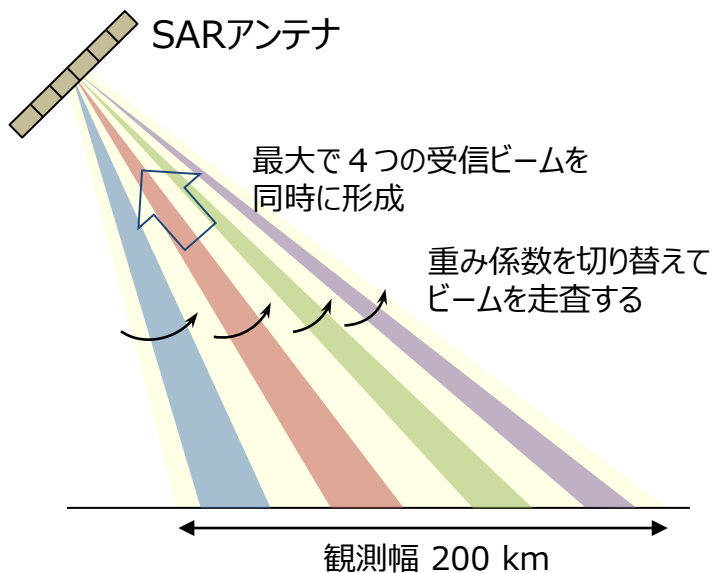 SARアンテナ
最大で４つの受信ビームを
同時に形成
重み係数を切り替えて
ビームを走査する
観測幅 200 km